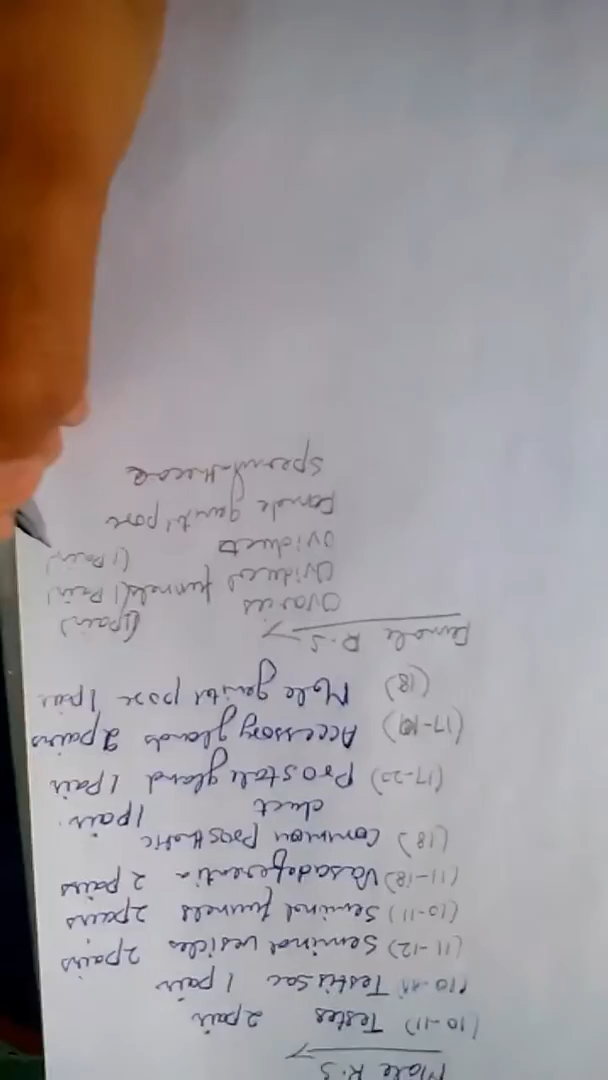 Male R.S
(10-11) Testes 2 pair
(10-11) Testis sac 1 pair
(11-12) Seminal vesicles 2 pairs
(10-11) Seminal funnels 2 pairs
(11-18) Vasa deferentia 2 pairs
(18) Common prosthatic
duct 1 pair.
(17-20) Prostate gland 1 pair
(17-19) Accessory glands 2 pairs
(18) Male genital pore 1 pair
Female R.S
Ovaries (1 pair)
Oviducal funnels (1 Pair)
Oviducts (1 Pair)
Female genital pore
Spermathecae